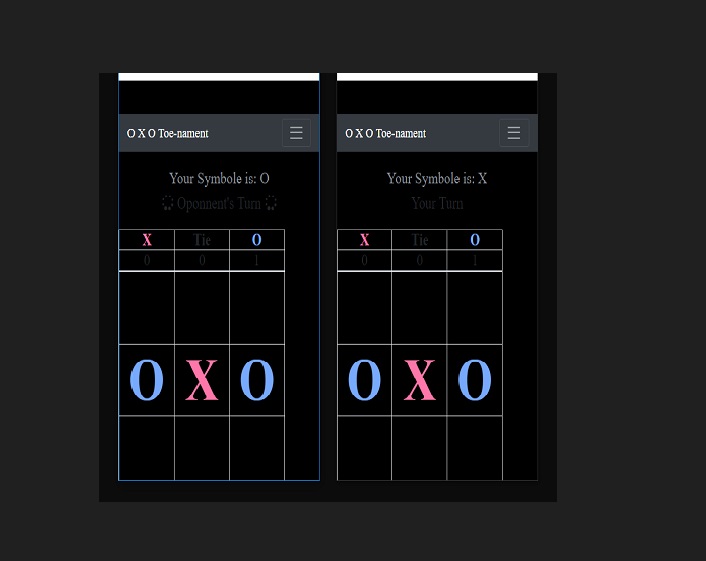 O X O Toe-nament ☰
Your Symbole is: O
Oponnent's Turn
X Tie O
0 0 1
O X O
O X O Toe-nament ☰
Your Symbole is: X
Your Turn
X Tie O
0 0 1
O X O